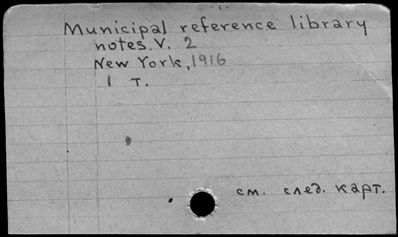 Municipal reference library
notes. V. 2
New York, 1916
1 т.
см. след. карт.